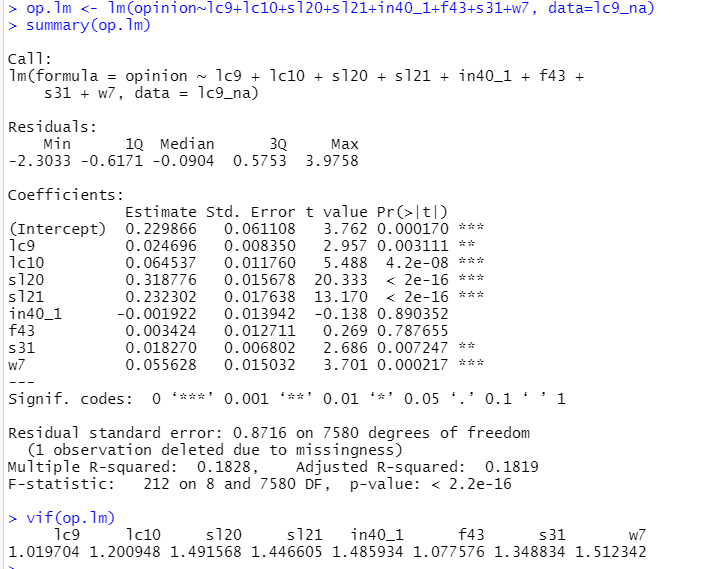 > op.lm <- lm(opinion~lc9+lc10+sl20+sl21+in40_1+f43+s31+w7, data=lc9_na)
> summary(op.lm)

Call:
lm(formula = opinion ~ lc9 + lc10 + sl20 + sl21 + in40_1 + f43 +
    s31 + w7, data = lc9_na)

Residuals:
    Min      1Q  Median      3Q     Max
-2.3033 -0.6171 -0.0904  0.5753  3.9758

Coefficients:
             Estimate Std. Error t value Pr(>|t|)
(Intercept)  0.229866   0.061108   3.762 0.000170 ***
lc9          0.024696   0.008350   2.957 0.003111 **
lc10         0.064537   0.011760   5.488  4.2e-08 ***
sl20         0.318776   0.015678  20.333  < 2e-16 ***
sl21         0.232302   0.017638  13.170  < 2e-16 ***
in40_1      -0.001922   0.013942  -0.138 0.890352
f43          0.003424   0.012711   0.269 0.787655
s31          0.018270   0.006802   2.686 0.007247 **
w7           0.055628   0.015032   3.701 0.000217 ***
---
Signif. codes:  0 ‘***’ 0.001 ‘**’ 0.01 ‘*’ 0.05 ‘.’ 0.1 ‘ ’ 1

Residual standard error: 0.8716 on 7580 degrees of freedom
  (1 observation deleted due to missingness)
Multiple R-squared:  0.1828,    Adjusted R-squared:  0.1819
F-statistic:   212 on 8 and 7580 DF,  p-value: < 2.2e-16

> vif(op.lm)
     lc9     lc10     sl20     sl21   in40_1      f43      s31       w7
1.019704 1.200948 1.491568 1.446605 1.485934 1.077576 1.348834 1.512342
>